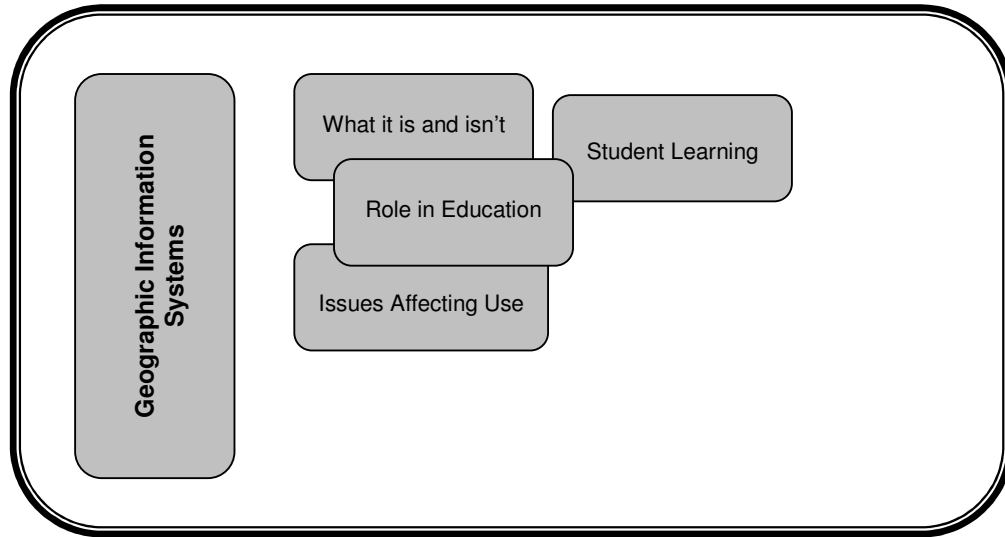 Geographic Information
Systems
What it is and isn’t
Student Learning
Role in Education
Issues Affecting Use